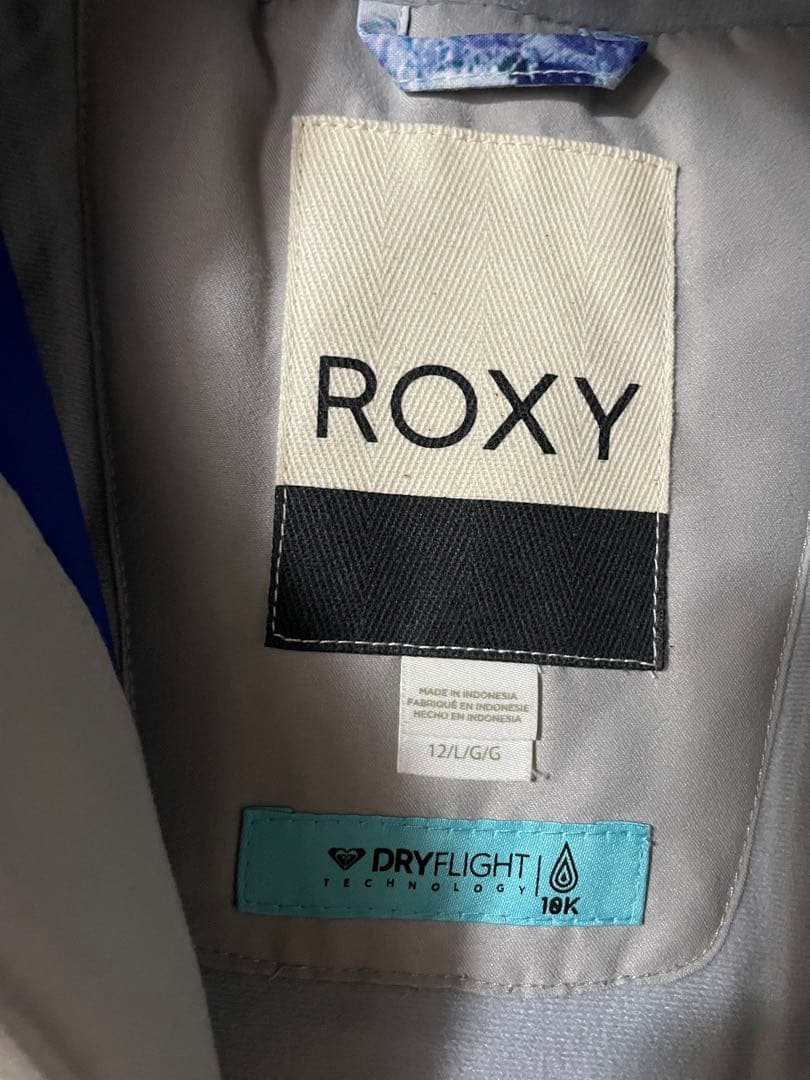 ROXY
MADE IN INDONESIA
FABRIQUÉ EN INDONESIE
HECHO EN INDONESIA
12/L/G/G
DRYFLIGHT
TECHNOLOGY
10K